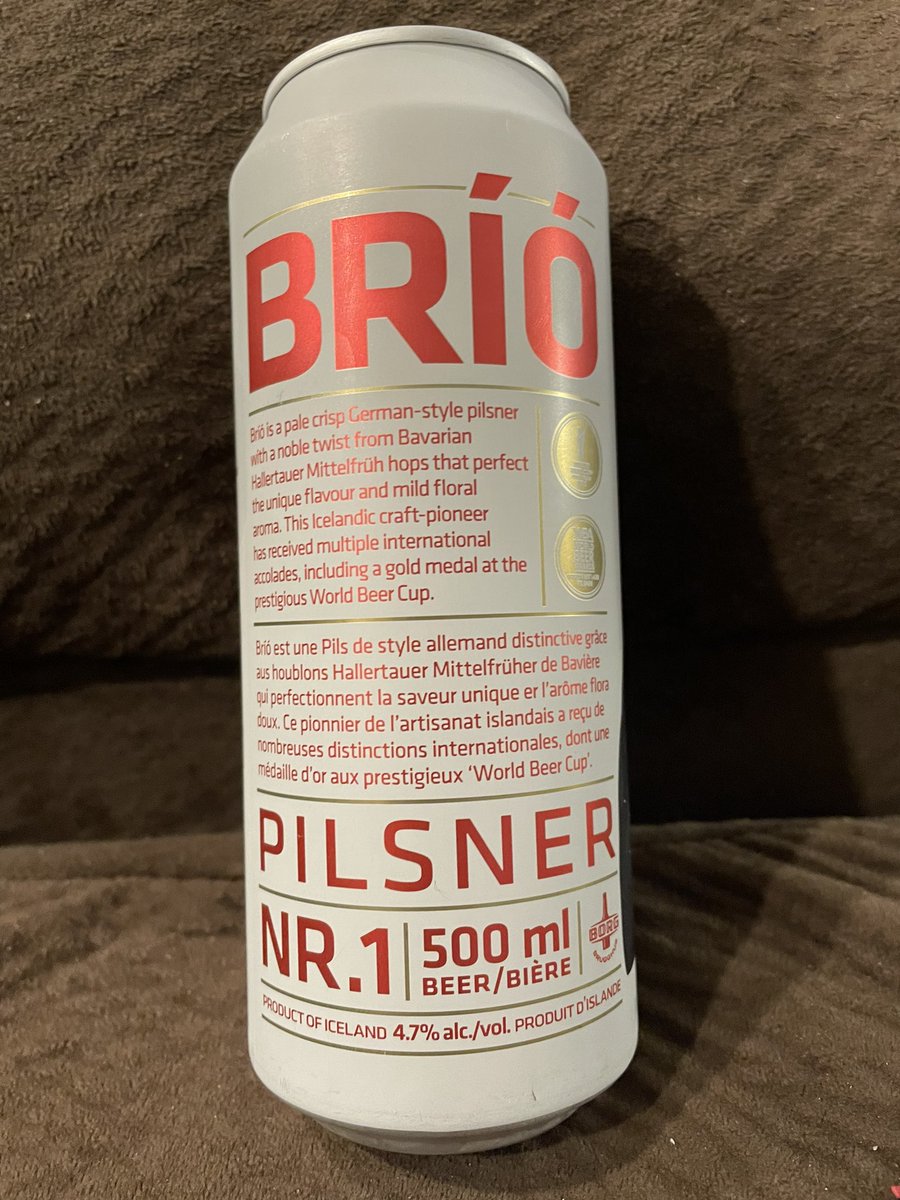 BRÍÓ
Bríó is a pale crisp German-style pilsner
with a noble twist from Bavarian
Hallertauer Mittelfrüh hops that perfect
the unique flavour and mild floral
aroma. This Icelandic craft-pioneer
has received multiple international
accolades, including a gold medal at the
prestigious World Beer Cup.
Bríó est une Pils de style allemand distinctive grâce
aus houblons Hallertauer Mittelfrüher de Bavière
qui perfectionnent la saveur unique er l'arôme flora
doux. Ce pionnier de l'artisanat islandais a reçu de
nombreuses distinctions internationales, dont une
médaille d'or aux prestigieux 'World Beer Cup'.
PILSNER
NR.1
500 ml
BEER/BIÈRE
BORG
BRUGGHÚS
PRODUCT OF ICELAND 4.7% alc./vol. PRODUIT D'ISLANDE